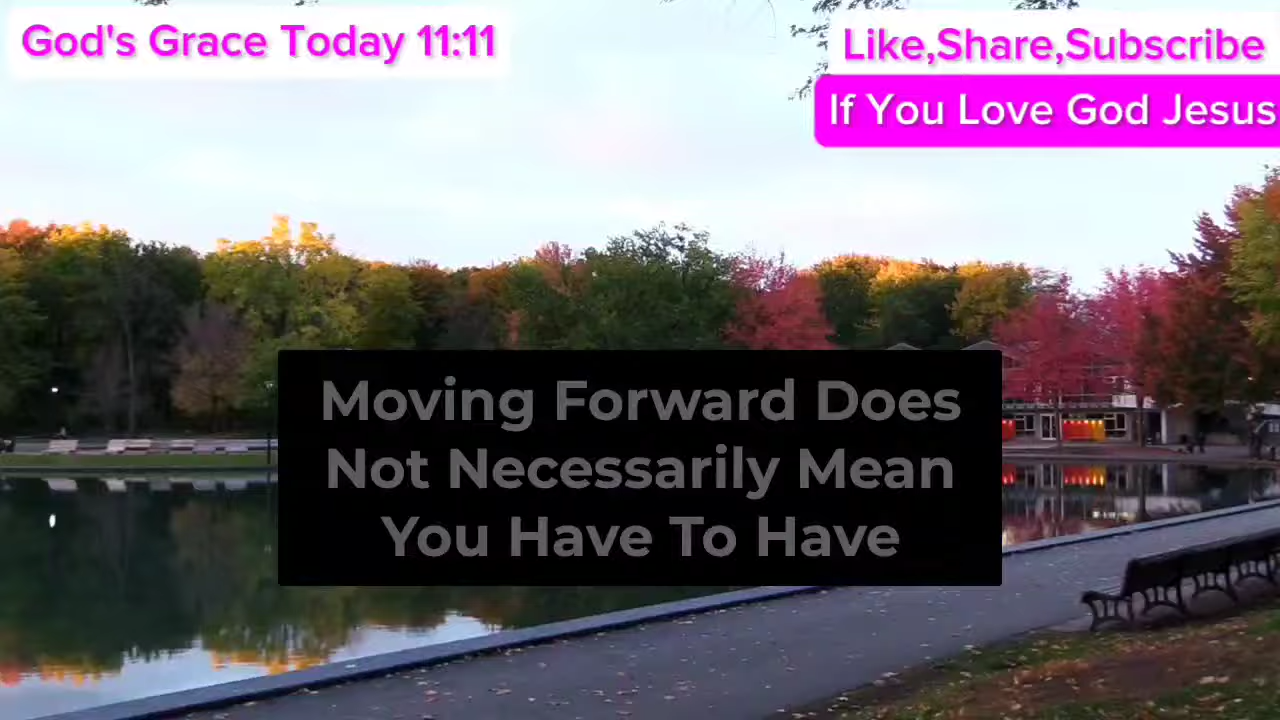 God's Grace Today 11:11
Like,Share,Subscribe
If You Love God Jesus
Moving Forward Does
Not Necessarily Mean
You Have To Have